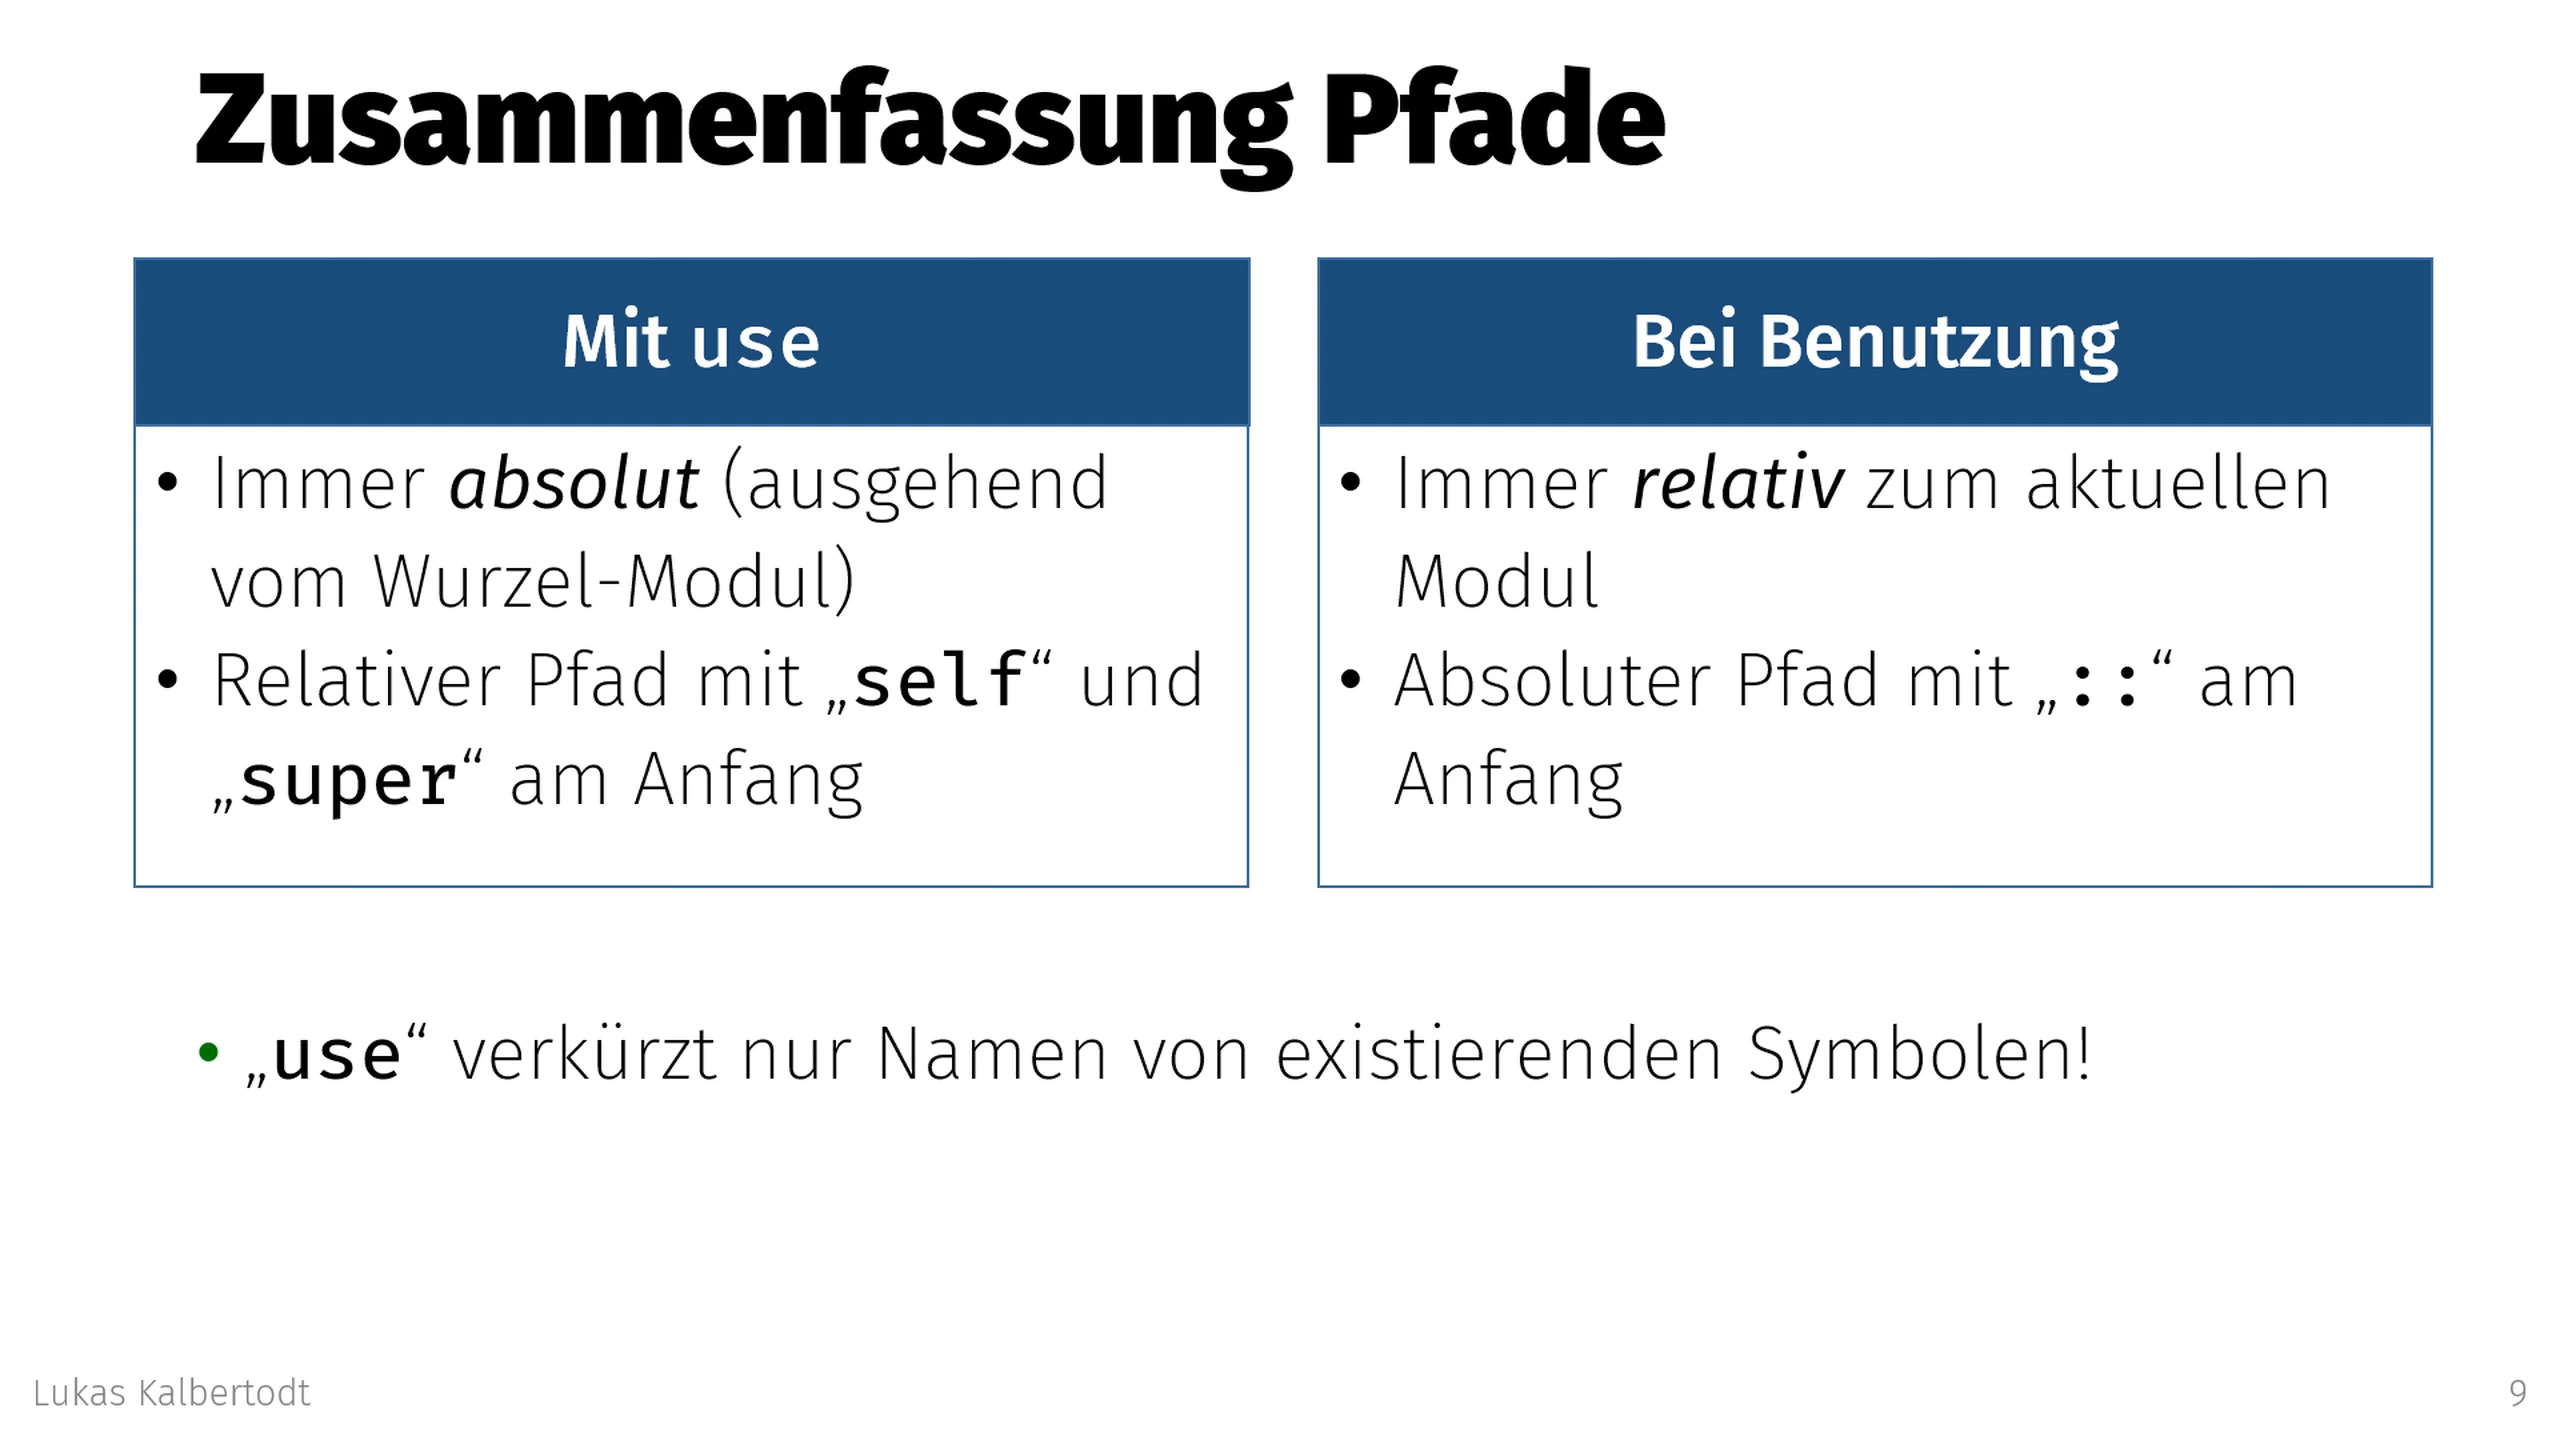 Zusammenfassung Pfade
Mit use
• Immer absolut (ausgehend
vom Wurzel-Modul)
• Relativer Pfad mit „self“ und
„super“ am Anfang
Bei Benutzung
• Immer relativ zum aktuellen
Modul
• Absoluter Pfad mit „::“ am
Anfang
• „use“ verkürzt nur Namen von existierenden Symbolen!
Lukas Kalbertodt
9